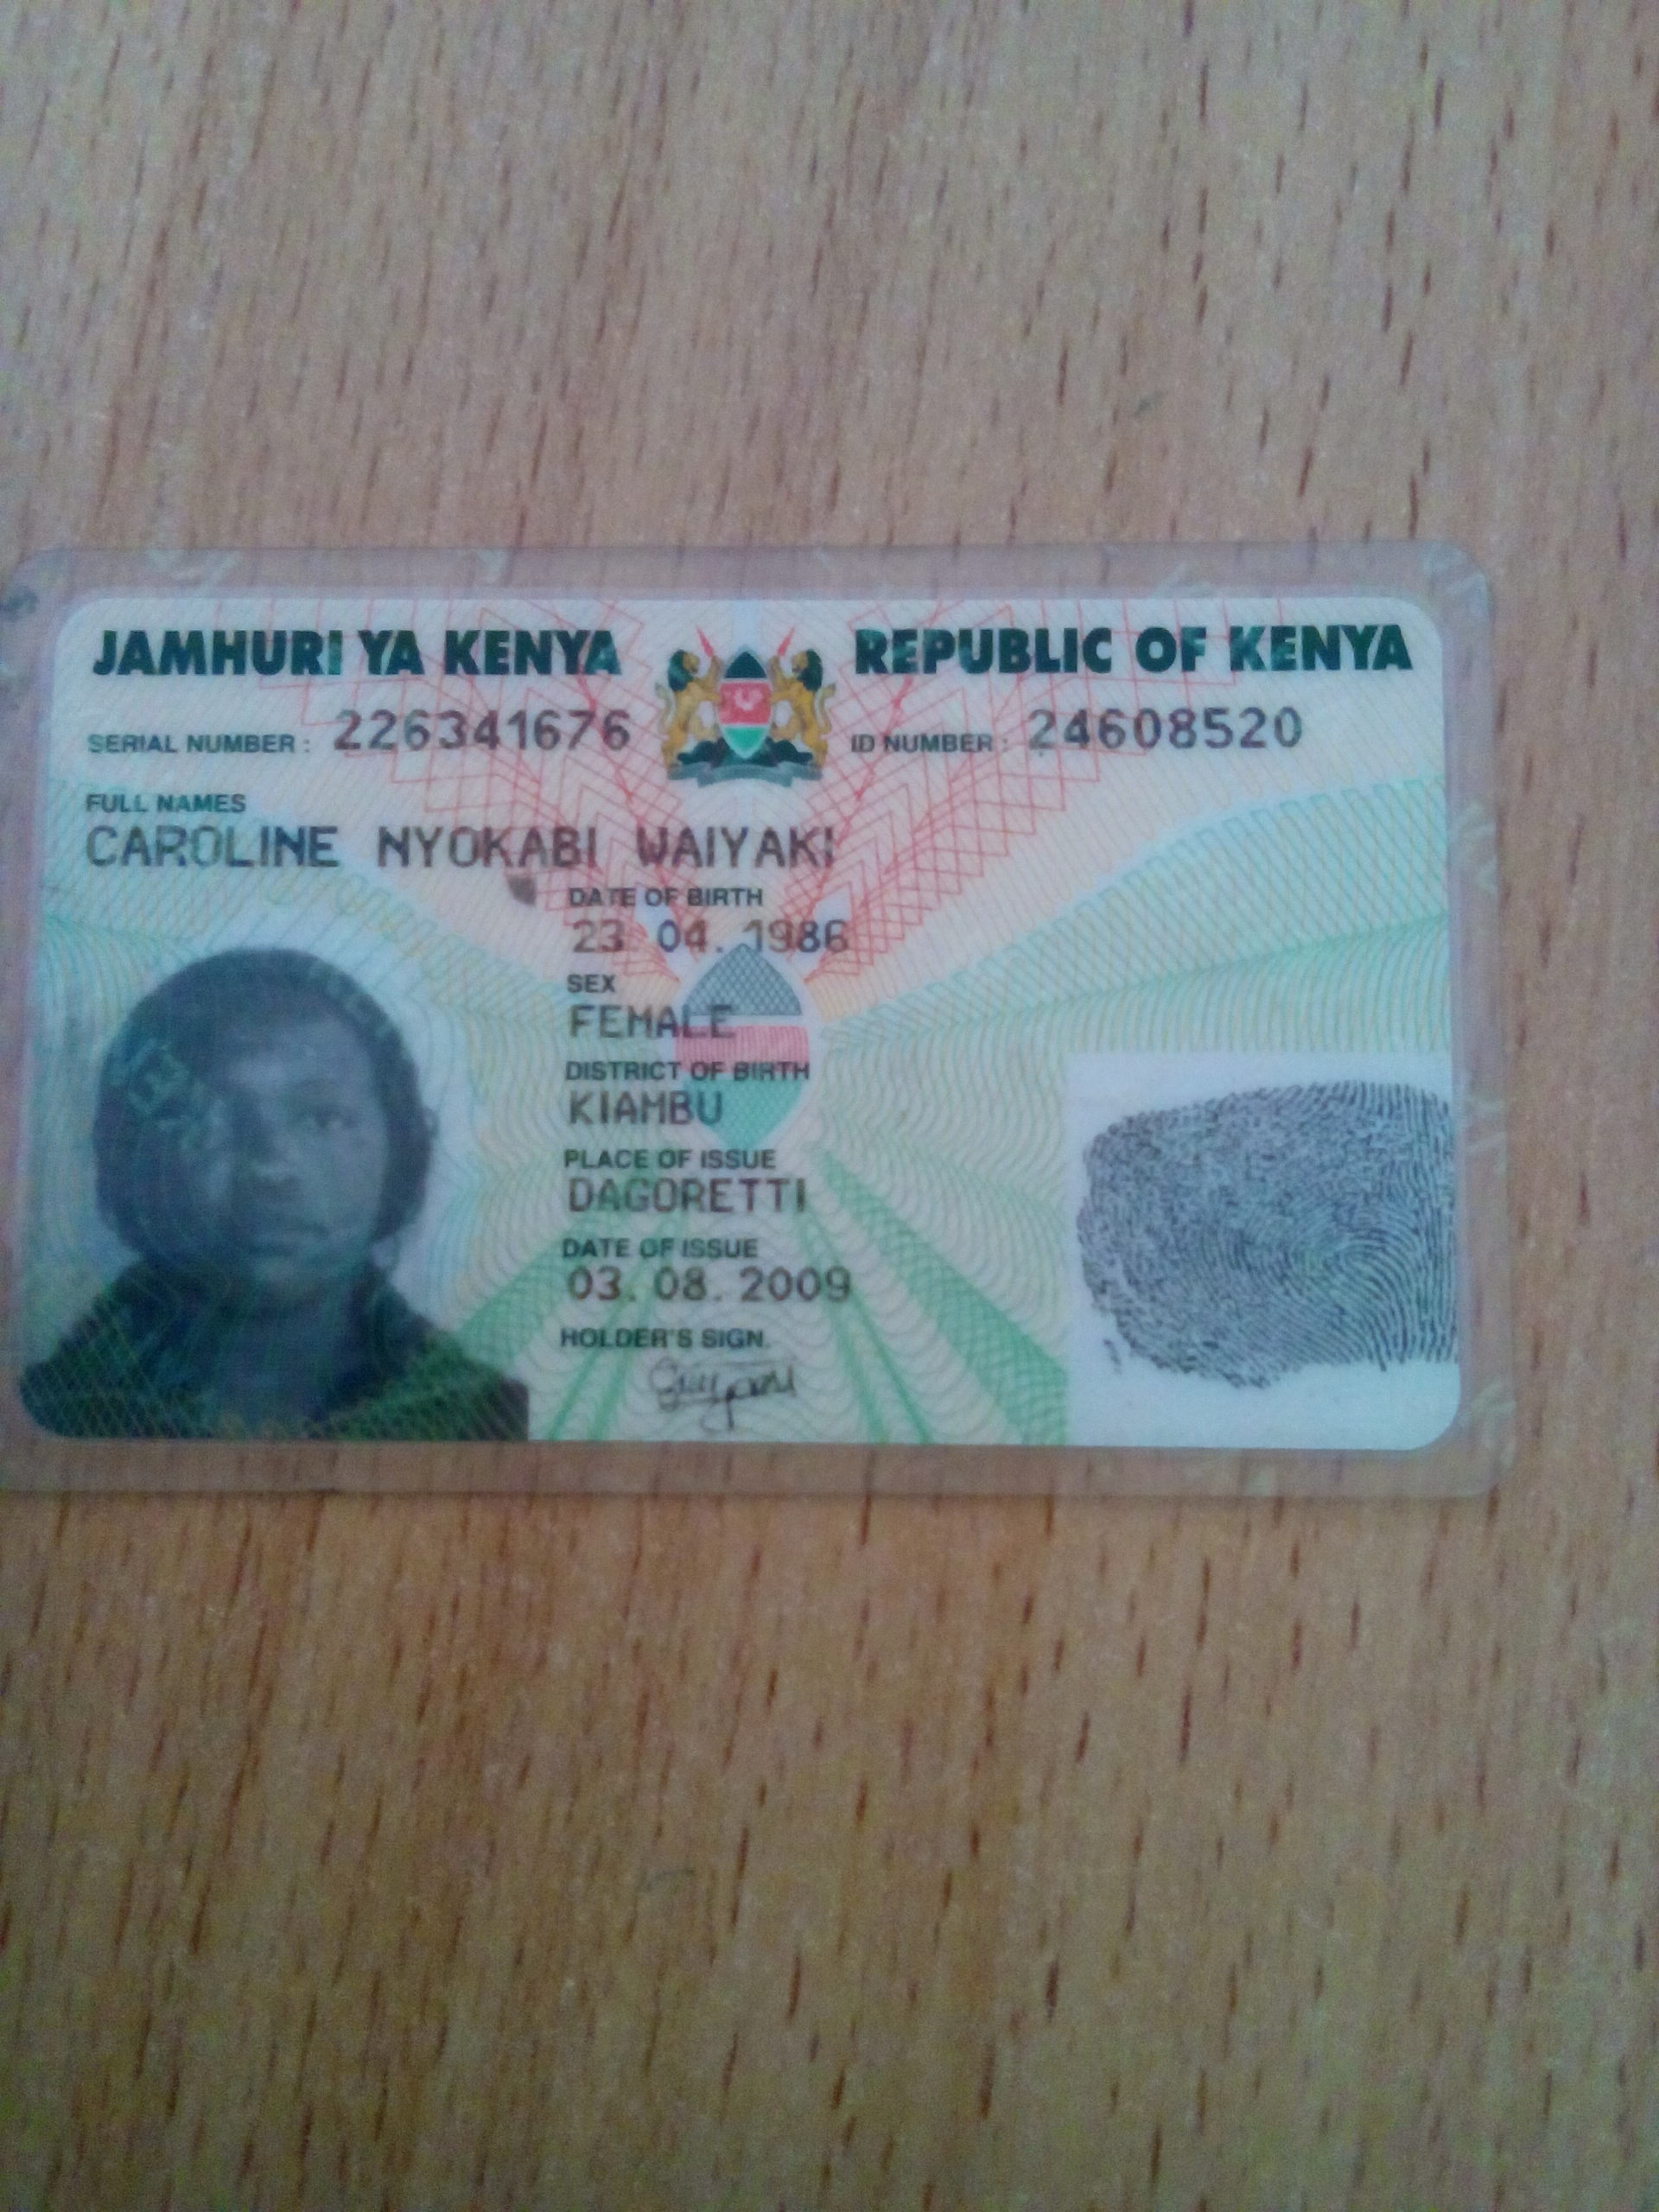 JAMHURI YA KENYA REPUBLIC OF KENYA
SERIAL NUMBER : 226341676 ID NUMBER : 24608520
FULL NAMES
CAROLINE NYOKABI WAIYAKI
DATE OF BIRTH
23. 04. 1986
SEX
FEMALE
DISTRICT OF BIRTH
KIAMBU
PLACE OF ISSUE
DAGORETTI
DATE OF ISSUE
03. 08. 2009
HOLDER'S SIGN.